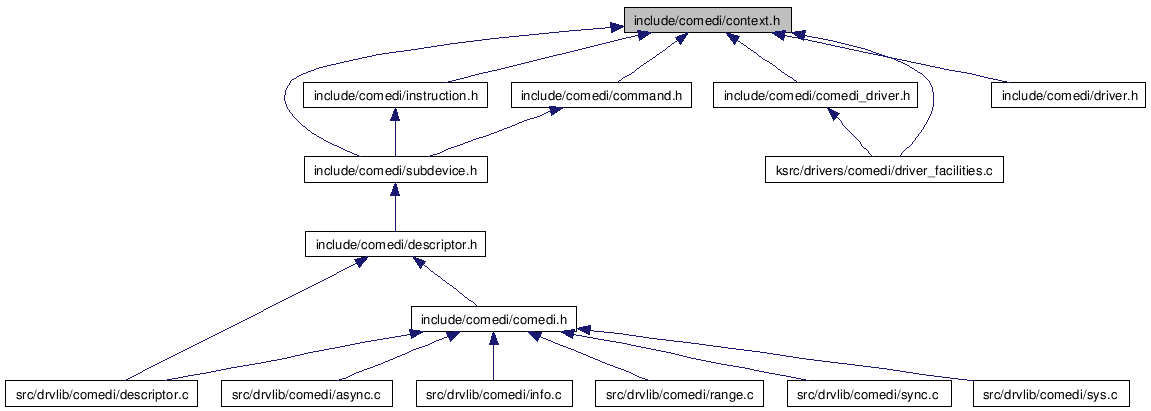 include/comedi/context.h
include/comedi/instruction.h
include/comedi/command.h
include/comedi/comedi_driver.h
include/comedi/driver.h
include/comedi/subdevice.h
ksrc/drivers/comedi/driver_facilities.c
include/comedi/descriptor.h
include/comedi/comedi.h
src/drvlib/comedi/descriptor.c
src/drvlib/comedi/async.c
src/drvlib/comedi/info.c
src/drvlib/comedi/range.c
src/drvlib/comedi/sync.c
src/drvlib/comedi/sys.c